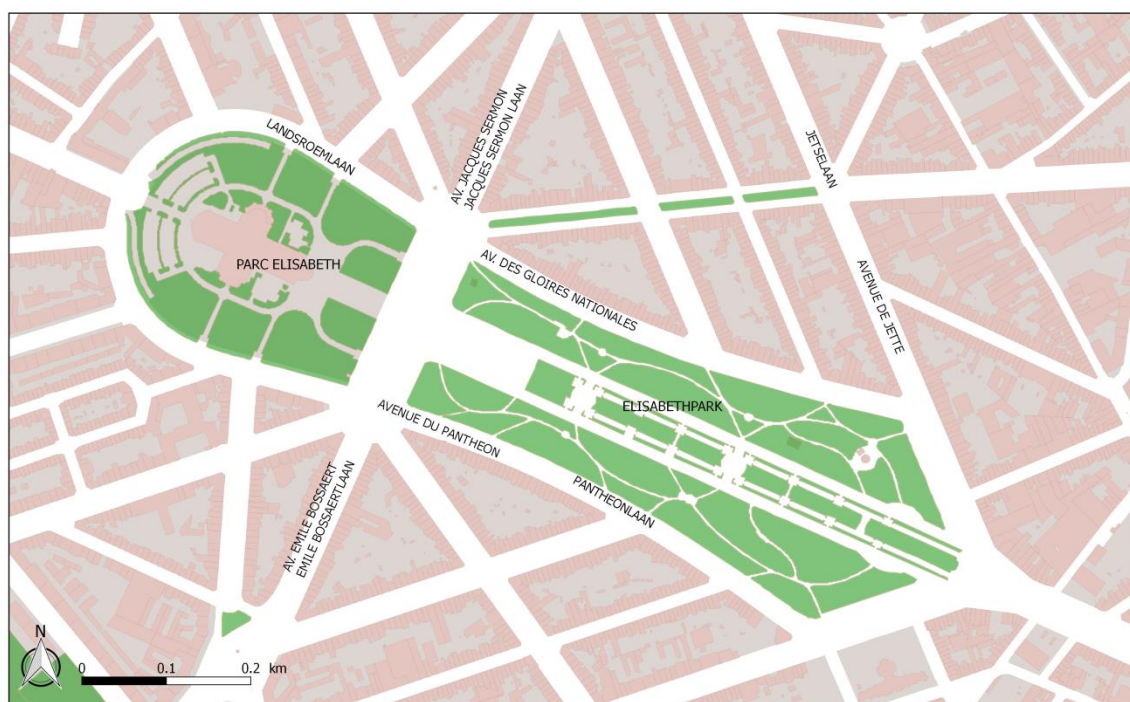 LANDSROEMLAAN
AV. JACQUES SERMON
JACQUES SERMON LAAN
JETSELAAN
PARC ELISABETH
AV. DES GLOIRES NATIONALES
AVENUE DE JETTE
ELISABETHPARK
AVENUE DU PANTHEON
PANTHEONLAAN
AV. EMILE BOSSAERT
EMILE BOSSAERTLAAN
N
0 0.1 0.2 km